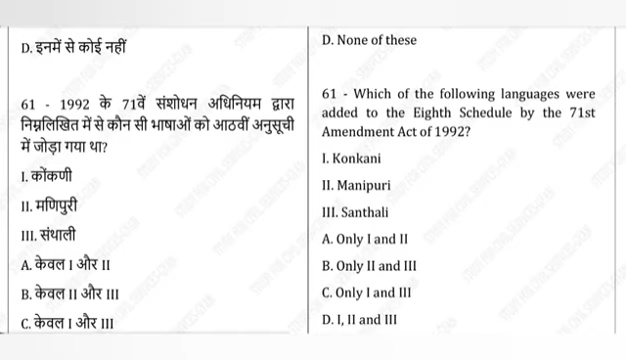 D. इनमें से कोई नहीं
61 - 1992 के 71वें संशोधन अधिनियम द्वारा
निम्नलिखित में से कौन सी भाषाओं को आठवीं अनुसूची
में जोड़ा गया था?
I. कोंकणी
II. मणिपुरी
III. संथाली
A. केवल I और II
B. केवल II और III
C. केवल I और III
D. None of these
61 - Which of the following languages were
added to the Eighth Schedule by the 71st
Amendment Act of 1992?
I. Konkani
II. Manipuri
III. Santhali
A. Only I and II
B. Only II and III
C. Only I and III
D. I, II and III